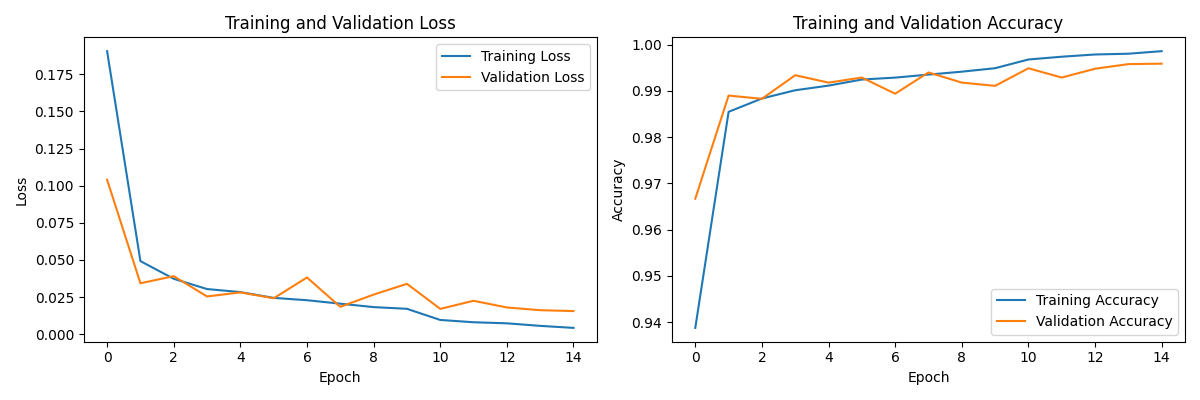 Training and Validation Loss
Training Loss
Validation Loss
0.175
0.150
0.125
0.100
0.075
0.050
0.025
0.000
Loss
0 2 4 6 8 10 12 14
Epoch
Training and Validation Accuracy
1.00
0.99
0.98
0.97
0.96
0.95
0.94
Accuracy
Training Accuracy
Validation Accuracy
0 2 4 6 8 10 12 14
Epoch